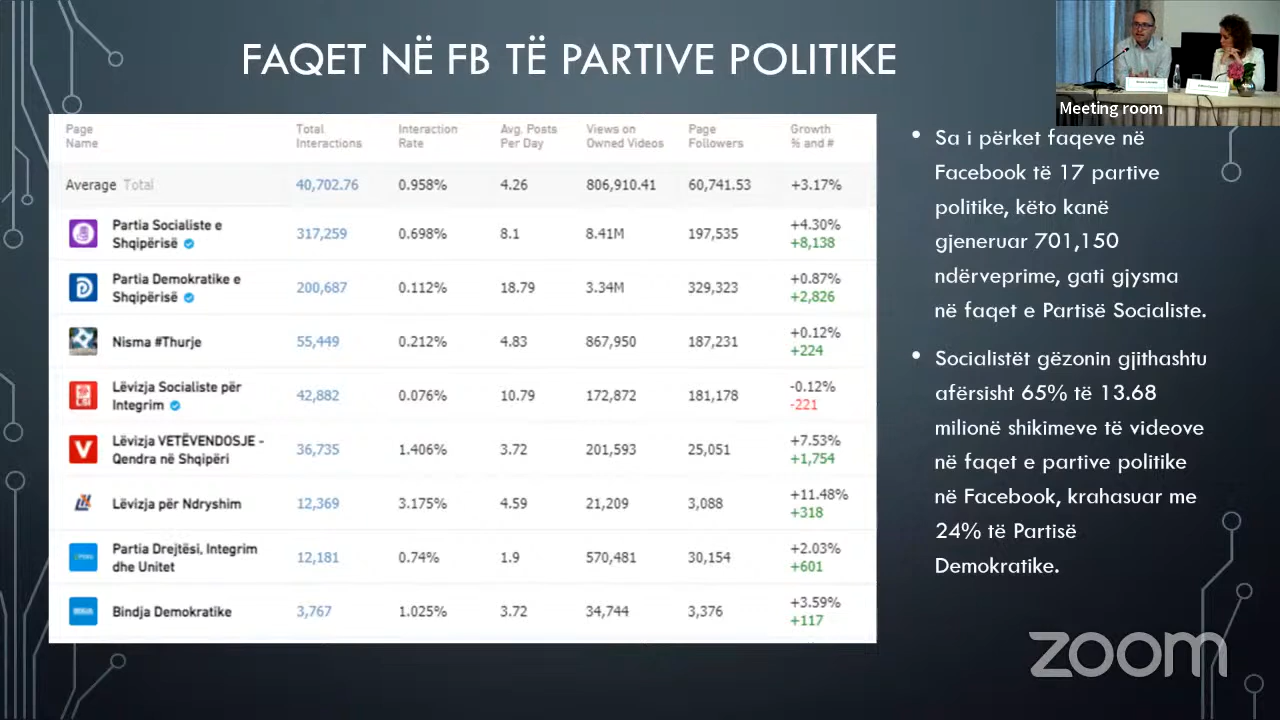 FAQET NË FB TË PARTIVE POLITIKE
Meeting room
Page Name
Total Interactions
Interaction Rate
Avg. Posts Per Day
Views on Owned Videos
Page Followers
Growth % and #
Average Total 40,702.76 0.958% 4.26 806,910.41 60,741.53 +3.17%
Partia Socialiste e Shqipërisë 317,259 0.698% 8.1 8.41M 197,535 +4.30% +8,138
Partia Demokratike e Shqipërisë 200,687 0.112% 18.79 3.34M 329,323 +0.87% +2,826
Nisma #Thurje 55,449 0.212% 4.83 867,950 187,231 +0.12% +224
Lëvizja Socialiste për Integrim 42,882 0.076% 10.79 172,872 181,178 -0.12% -221
Lëvizja VETËVENDOSJE - Qendra në Shqipëri 36,735 1.406% 3.72 201,593 25,051 +7.53% +1,754
Lëvizja për Ndryshim 12,369 3.175% 4.59 21,209 3,088 +11.48% +318
Partia Drejtësi, Integrim dhe Unitet 12,181 0.74% 1.9 570,481 30,154 +2.03% +601
Bindja Demokratike 3,767 1.025% 3.72 34,744 3,376 +3.59% +117
• Sa i përket faqeve në
Facebook të 17 partive
politike, këto kanë
gjeneruar 701,150
ndërveprime, gati gjysma
në faqet e Partisë Socialiste.
• Socialistët gëzonin gjithashtu
afërsisht 65% të 13.68
milionë shikimeve të videove
në faqet e partive politike
në Facebook, krahasuar me
24% të Partisë
Demokratike.
zoom